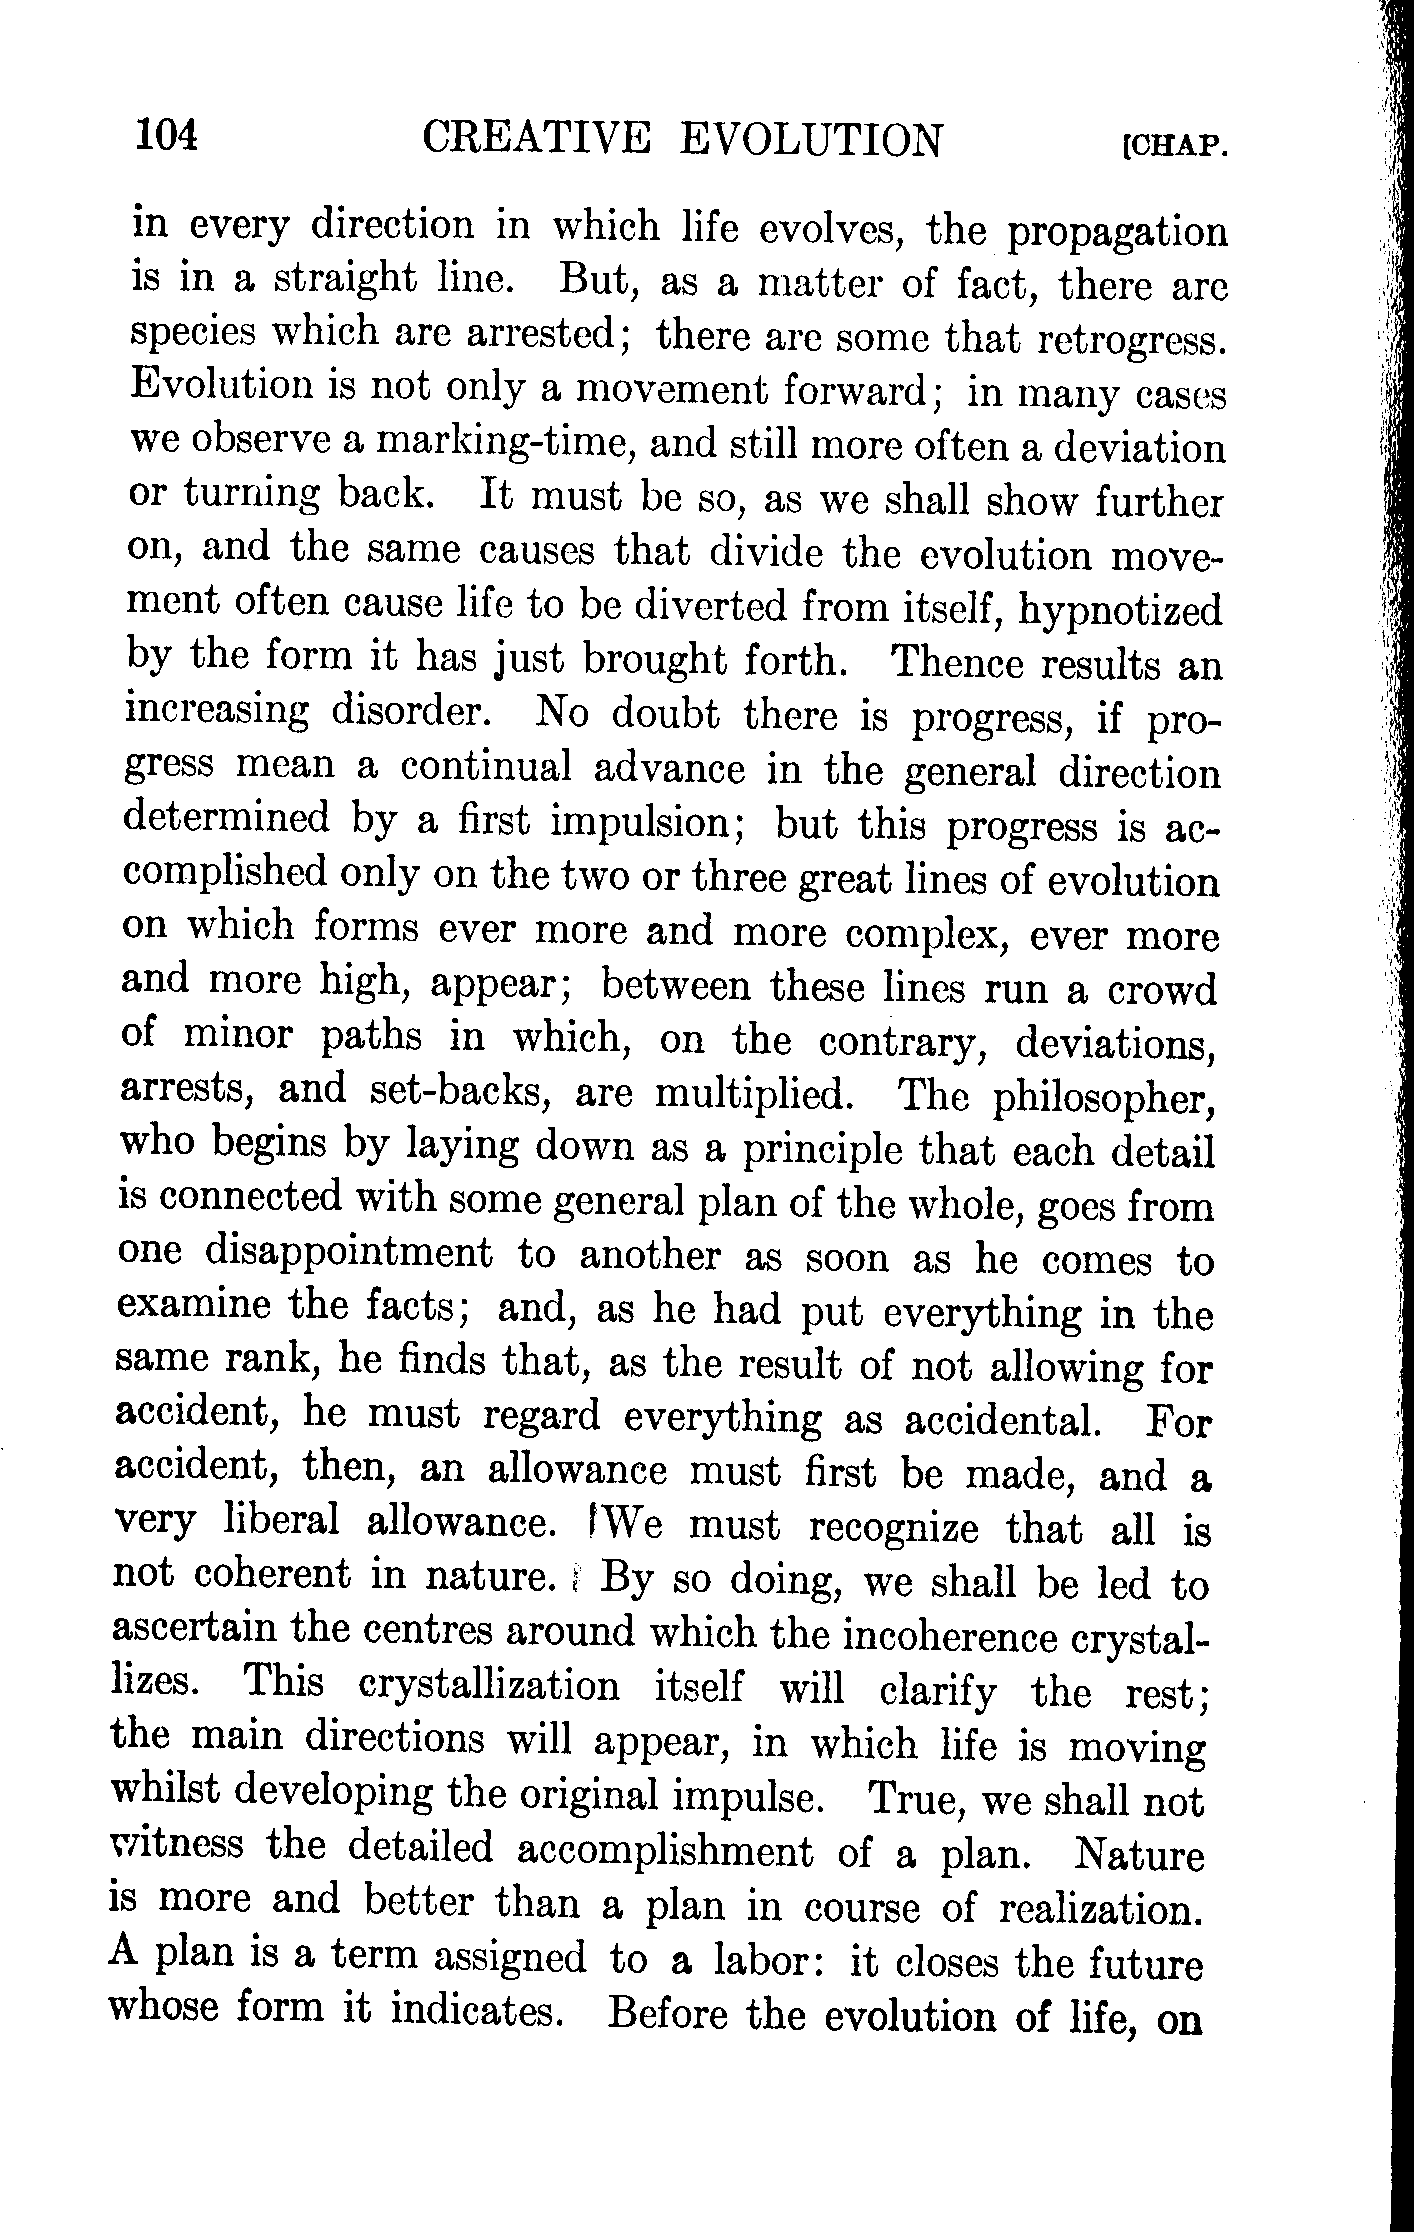 104 CREATIVE EVOLUTION [CHAP.
in every direction in which life evolves, the propagation
is in a straight line. But, as a matter of fact, there are
species which are arrested; there are some that retrogress.
Evolution is not only a movement forward; in many cases
we observe a marking-time, and still more often a deviation
or turning back. It must be so, as we shall show further
on, and the same causes that divide the evolution move-
ment often cause life to be diverted from itself, hypnotized
by the form it has just brought forth. Thence results an
increasing disorder. No doubt there is progress, if pro-
gress mean a continual advance in the general direction
determined by a first impulsion; but this progress is ac-
complished only on the two or three great lines of evolution
on which forms ever more and more complex, ever more
and more high, appear; between these lines run a crowd
of minor paths in which, on the contrary, deviations,
arrests, and set-backs, are multiplied. The philosopher,
who begins by laying down as a principle that each detail
is connected with some general plan of the whole, goes from
one disappointment to another as soon as he comes to
examine the facts; and, as he had put everything in the
same rank, he finds that, as the result of not allowing for
accident, he must regard everything as accidental. For
accident, then, an allowance must first be made, and a
very liberal allowance. We must recognize that all is
not coherent in nature. By so doing, we shall be led to
ascertain the centres around which the incoherence crystal-
lizes. This crystallization itself will clarify the rest;
the main directions will appear, in which life is moving
whilst developing the original impulse. True, we shall not
witness the detailed accomplishment of a plan. Nature
is more and better than a plan in course of realization.
A plan is a term assigned to a labor: it closes the future
whose form it indicates. Before the evolution of life, on